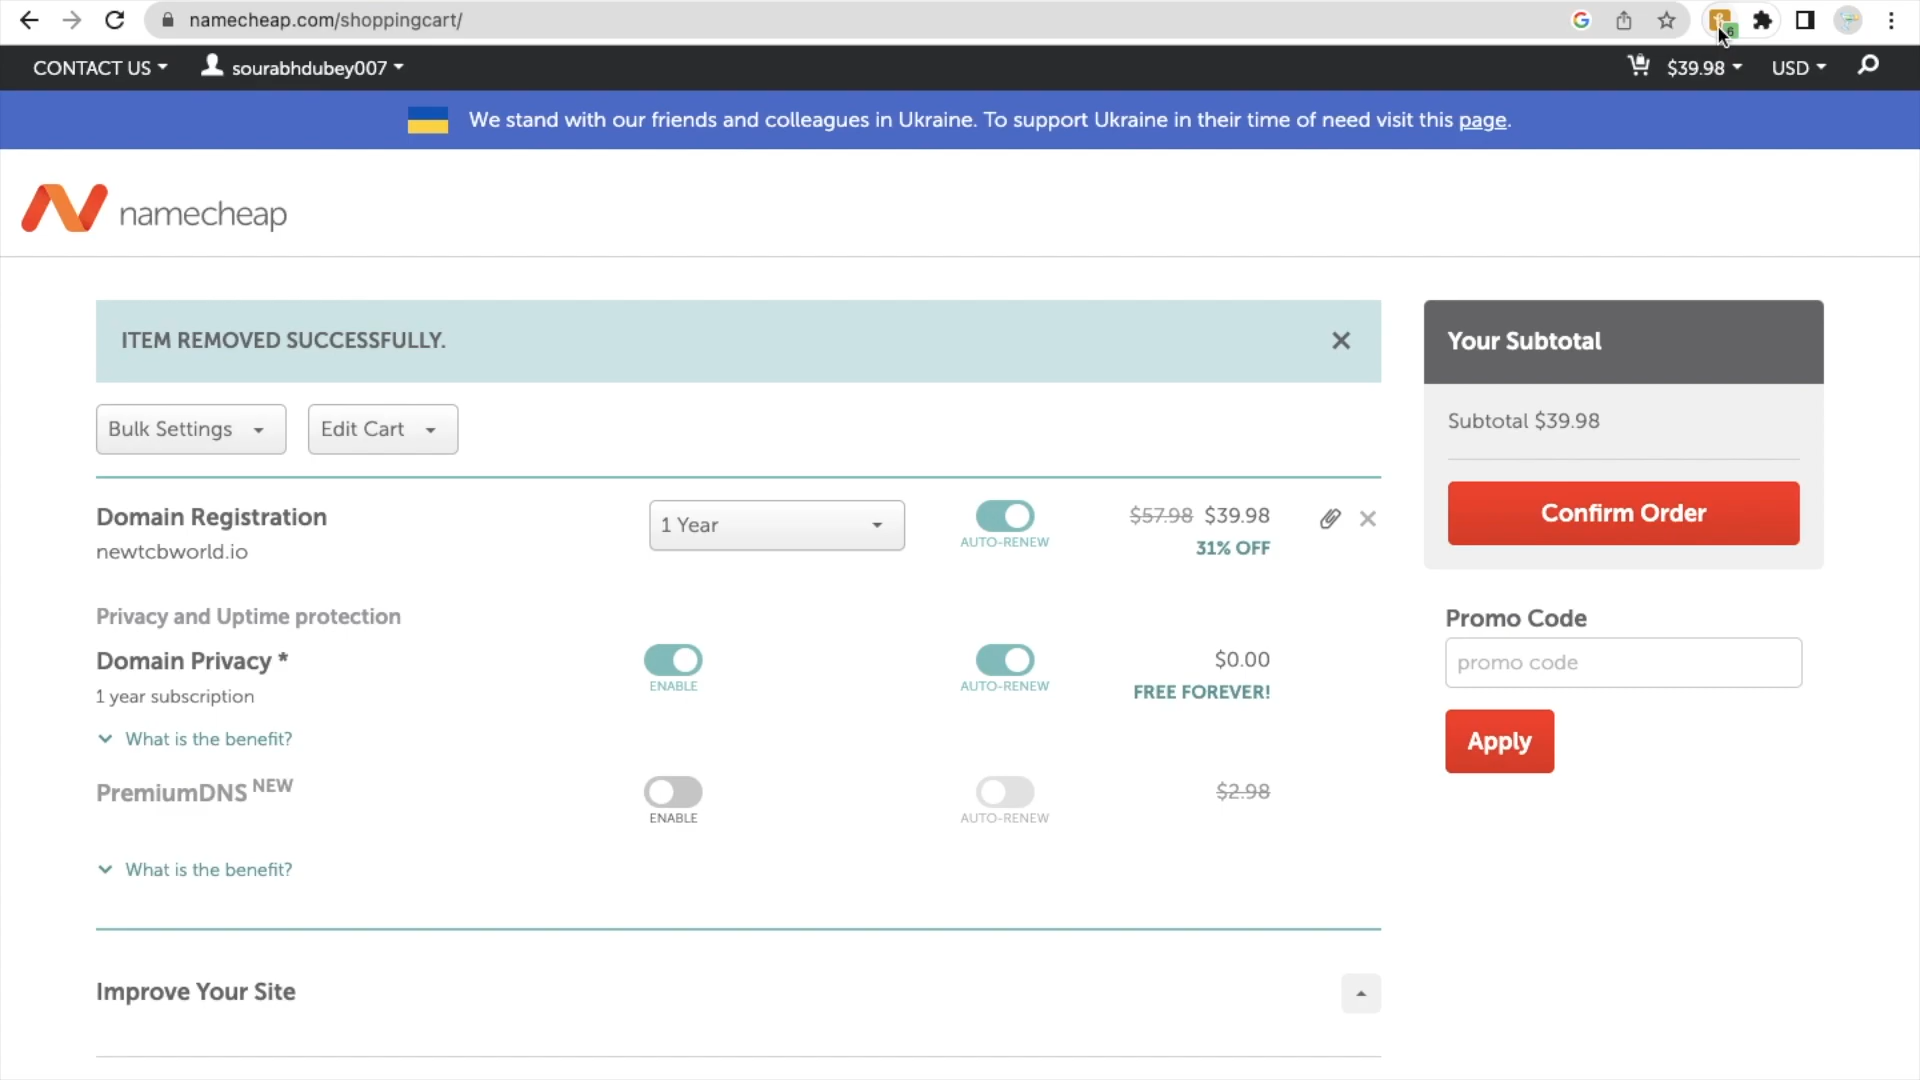 namecheap.com/shoppingcart/
6
CONTACT US
sourabhdubey007
$39.98
USD
We stand with our friends and colleagues in Ukraine. To support Ukraine in their time of need visit this page.
namecheap
ITEM REMOVED SUCCESSFULLY.
Bulk Settings
Edit Cart
Domain Registration
newtcbworld.io
1 Year
AUTO-RENEW
$57.98 $39.98
31% OFF
Privacy and Uptime protection
Domain Privacy *
1 year subscription
ENABLE
AUTO-RENEW
$0.00
FREE FOREVER!
What is the benefit?
PremiumDNS NEW
ENABLE
AUTO-RENEW
$2.98
What is the benefit?
Improve Your Site
Your Subtotal
Subtotal $39.98
Confirm Order
Promo Code
promo code
Apply